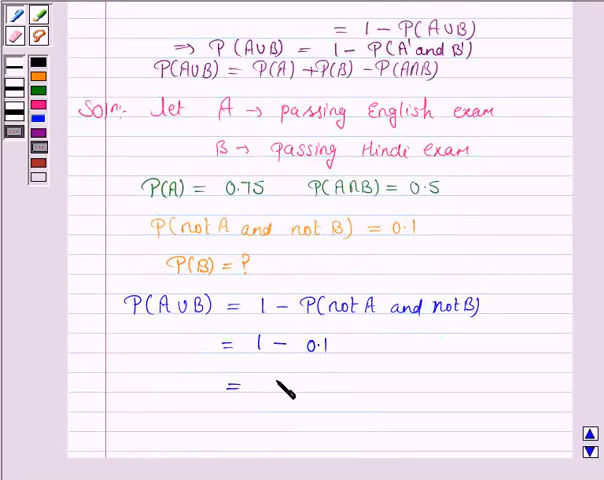 = 1 - P(A∪B)
⇒ P(A∪B) = 1 - P(A' and B')
P(A∪B) = P(A) + P(B) - P(A∩B)
Soln: let A → passing English exam
B → passing Hindi exam
P(A) = 0.75 P(A∩B) = 0.5
P(not A and not B) = 0.1
P(B) = ?
P(A∪B) = 1 - P(not A and not B)
= 1 - 0.1
=